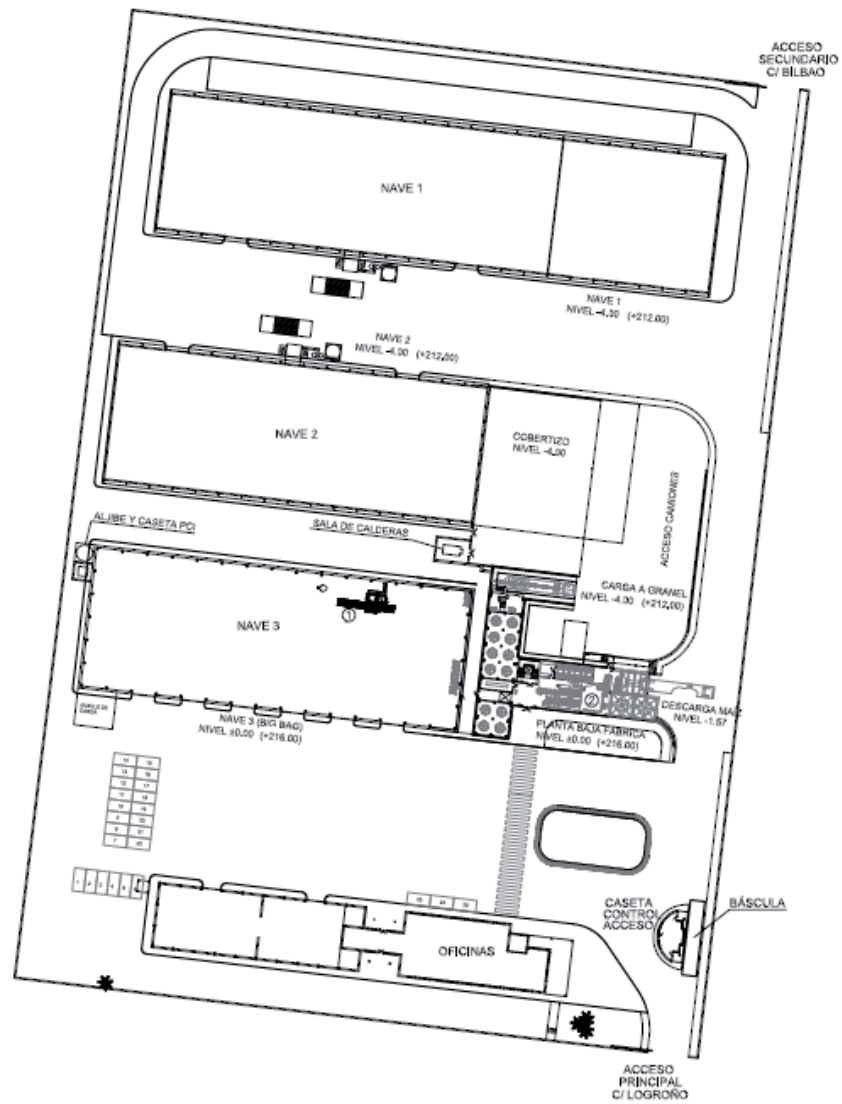 ACCESO
SECUNDARIO
C/ BILBAO
NAVE 1
NAVE 1
NIVEL -4.00 (+212.00)
NAVE 2
NIVEL -4.00 (+212.00)
NAVE 2
COBERTIZO
NIVEL -4.00
ACCESO CAMIONES
ALJIBE Y CASETA PCI
SALA DE CALDERAS
CARGA A GRANEL
NIVEL -4.00 (+212.00)
NAVE 3
1
2
DESCARGA MAIZ
NIVEL -1.57
NAVE 3 (BIG BAG)
NIVEL ±0.00 (+216.00)
PLANTA BAJA FABRICA
NIVEL ±0.00 (+216.00)
CASETA
CONTROL
ACCESO
BÁSCULA
OFICINAS
ACCESO
PRINCIPAL
C/ LOGROÑO